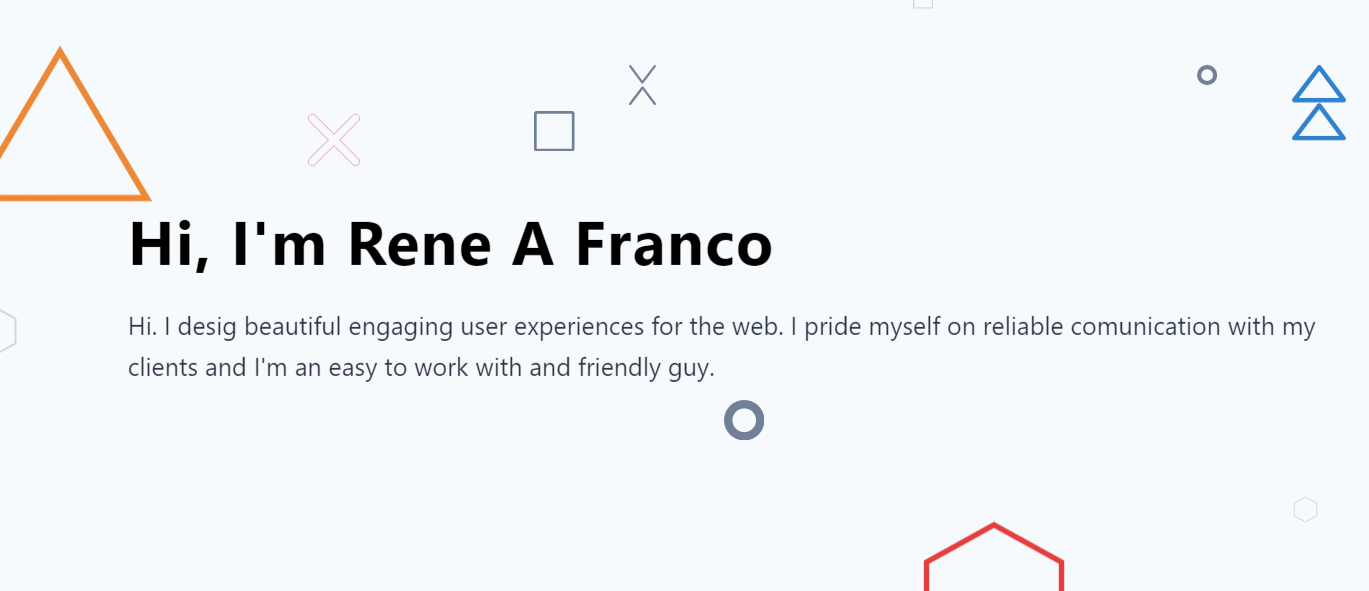 Hi, I'm Rene A Franco
Hi. I desig beautiful engaging user experiences for the web. I pride myself on reliable comunication with my
clients and I'm an easy to work with and friendly guy.